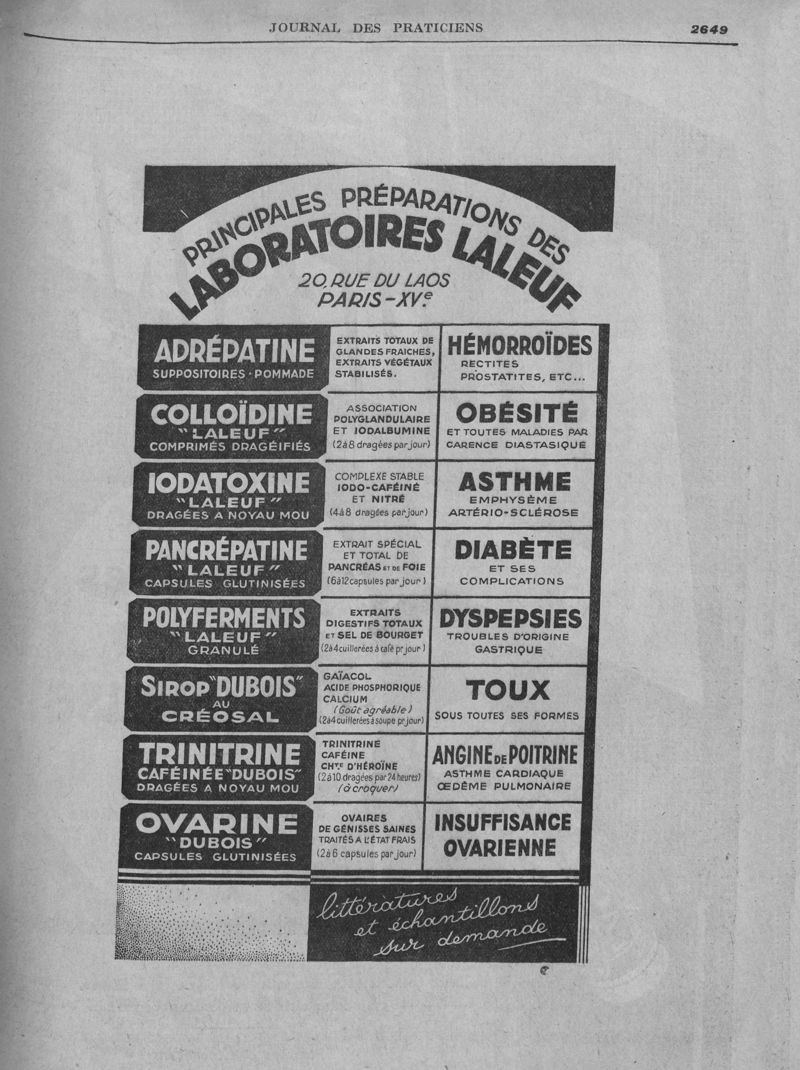 JOURNAL DES PRATICIENS
2649
PRINCIPALES PRÉPARATIONS DES
LABORATOIRES LALEUF
20, RUE DU LAOS
PARIS-XVe.
ADRÉPATINE
SUPPOSITOIRES · POMMADE
EXTRAITS TOTAUX DE
GLANDES FRAICHES,
EXTRAITS VÉGÉTAUX
STABILISÉS.
HÉMORROÏDES
RECTITES
PROSTATITES, ETC...
COLLOÏDINE
"LALEUF"
COMPRIMÉS DRAGÉIFIÉS
ASSOCIATION
POLYGLANDULAIRE
ET IODALBUMINE
(2 à 8 dragées par jour)
OBÉSITÉ
ET TOUTES MALADIES PAR
CARENCE DIASTASIQUE
IODATOXINE
"LALEUF"
DRAGÉES A NOYAU MOU
COMPLEXE STABLE
IODO-CAFÉINÉ
ET NITRÉ
(4 à 8 dragées par jour)
ASTHME
EMPHYSÈME
ARTÉRIO-SCLÉROSE
PANCRÉPATINE
"LALEUF"
CAPSULES GLUTINISÉES
EXTRAIT SPÉCIAL
ET TOTAL DE
PANCRÉAS ET DE FOIE
(6 à 12 capsules par jour)
DIABÈTE
ET SES
COMPLICATIONS
POLYFERMENTS
"LALEUF"
GRANULÉ
EXTRAITS
DIGESTIFS TOTAUX
ET SEL DE BOURGET
(2 à 4 cuillerées à café pr jour)
DYSPEPSIES
TROUBLES D'ORIGINE
GASTRIQUE
SIROP "DUBOIS"
AU
CRÉOSAL
GAÏACOL
ACIDE PHOSPHORIQUE
CALCIUM
(Goût agréable)
(2 à 4 cuillerées à soupe pr jour)
TOUX
SOUS TOUTES SES FORMES
TRINITRINE
CAFÉINÉE "DUBOIS"
DRAGÉES A NOYAU MOU
TRINITRINE
CAFÉINE
CHTE D'HÉROÏNE
(2 à 10 dragées par 24 heures)
(à croquer)
ANGINE DE POITRINE
ASTHME CARDIAQUE
ŒDÈME PULMONAIRE
OVARINE
"DUBOIS"
CAPSULES GLUTINISÉES
OVAIRES
DE GÉNISSES SAINES
TRAITÉS A L'ÉTAT FRAIS
(2 à 6 capsules par jour)
INSUFFISANCE
OVARIENNE
littératures
et échantillons
sur demande